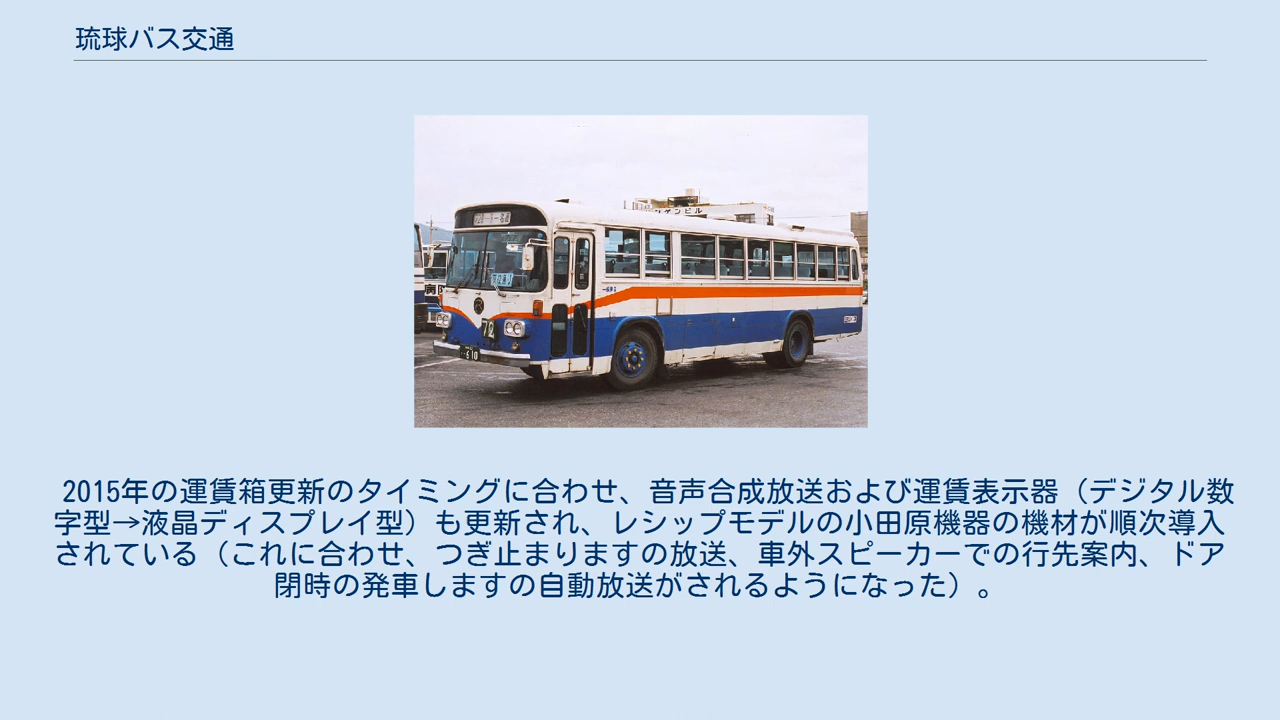 琉球バス交通
72
610
2015年の運賃箱更新のタイミングに合わせ、音声合成放送および運賃表示器（デジタル数
字型→液晶ディスプレイ型）も更新され、レシップモデルの小田原機器の機材が順次導入
されている（これに合わせ、つぎ止まりますの放送、車外スピーカーでの行先案内、ドア
閉時の発車しますの自動放送がされるようになった）。